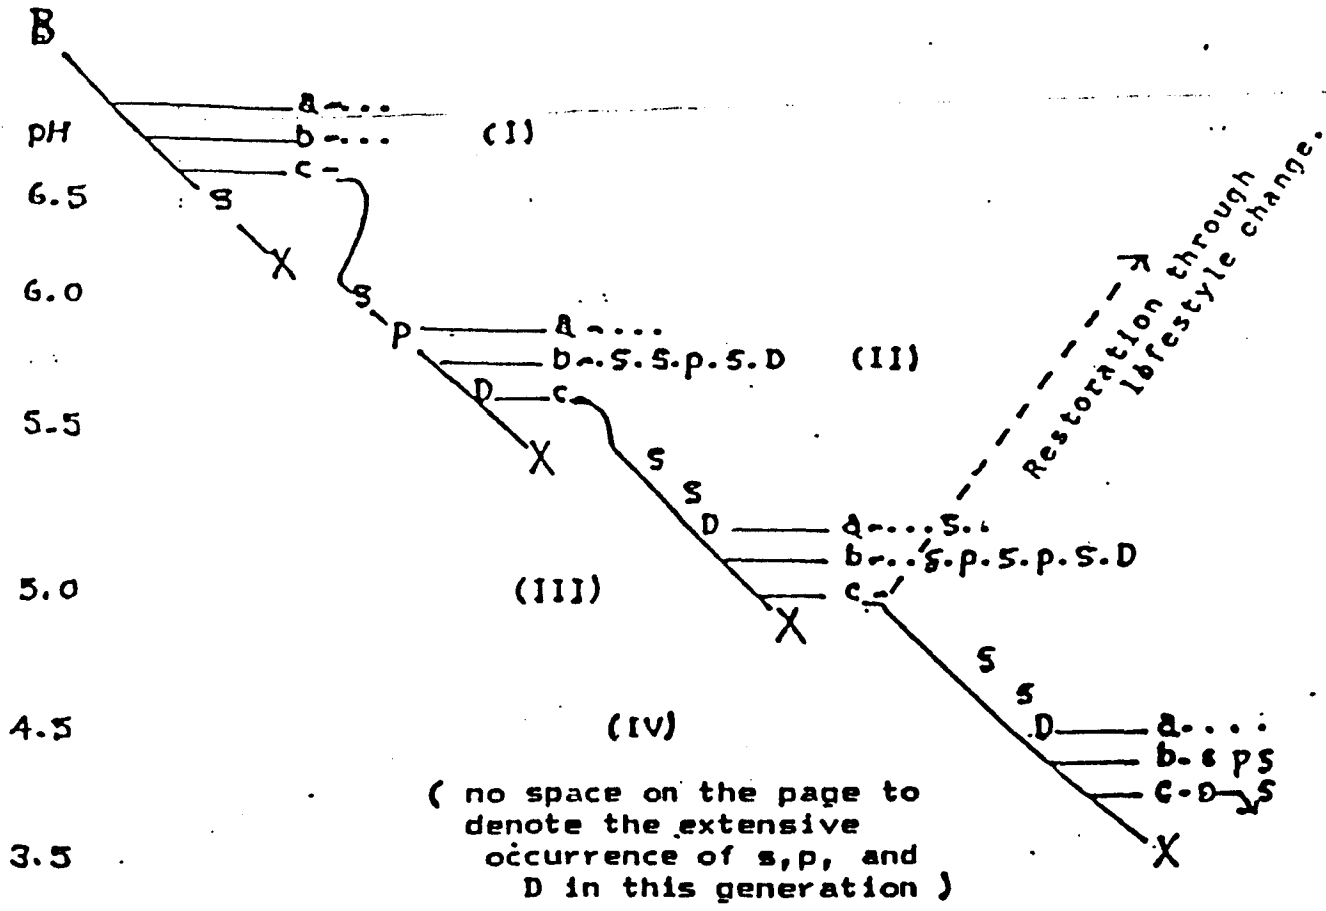 B
a-...
pH
b-...
(I)
c-
6.5
S
X
6.0
S
P
a-....
b-.S.S.p.S.D
(II)
D
c
5.5
X
S
S
D
a-...S..
b-..S.p.S.p.S.D
5.0
(III)
c-
X
Restoration through
lbfestyle change.
S
S
4.5
(IV)
D
a-...
b-s p s
c-D
S
( no space on the page to
denote the extensive
3.5
occurrence of s,p, and
D in this generation )
X